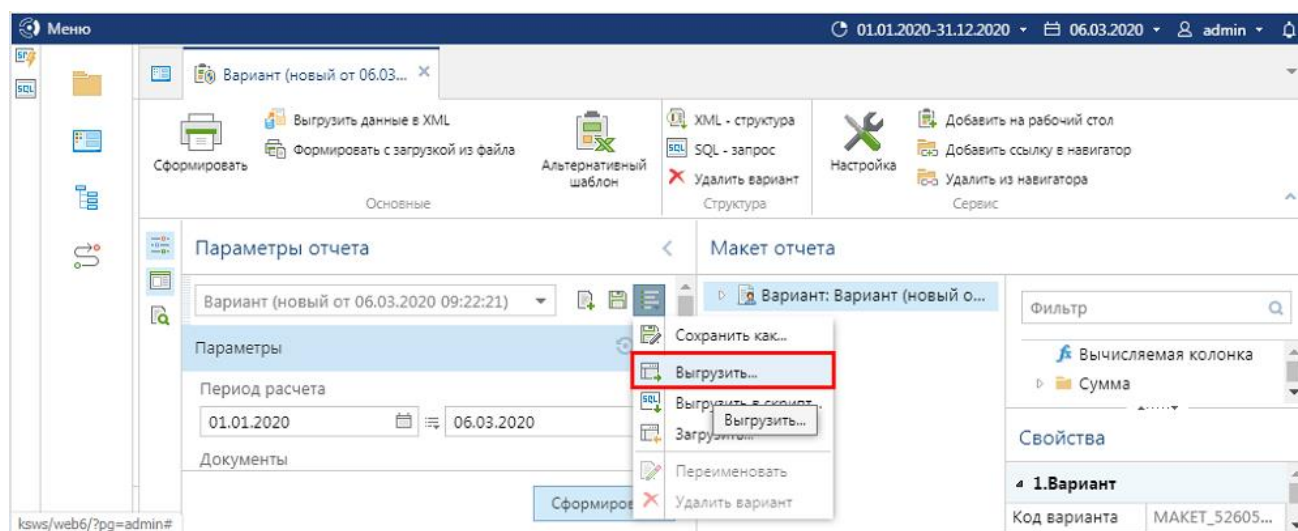 Меню
01.01.2020-31.12.2020
06.03.2020
admin
SQL
Вариант (новый от 06.03...
Сформировать
Выгрузить данные в XML
Формировать с загрузкой из файла
Альтернативный
шаблон
Основные
XML - структура
SQL SQL - запрос
Удалить вариант
Структура
Настройка
Добавить на рабочий стол
Добавить ссылку в навигатор
Удалить из навигатора
Сервис
Параметры отчета
Вариант (новый от 06.03.2020 09:22:21)
Параметры
Период расчета
01.01.2020 06.03.2020
Документы
Сохранить как...
Выгрузить...
SQL Выгрузить в скрипт...
Выгрузить...
Загрузить...
Переименовать
Удалить вариант
Макет отчета
Вариант: Вариант (новый о...
Фильтр
fx Вычисляемая колонка
Сумма
Свойства
1.Вариант
Код варианта МАКЕТ_52605...
ksws/web6/?pg=admin#